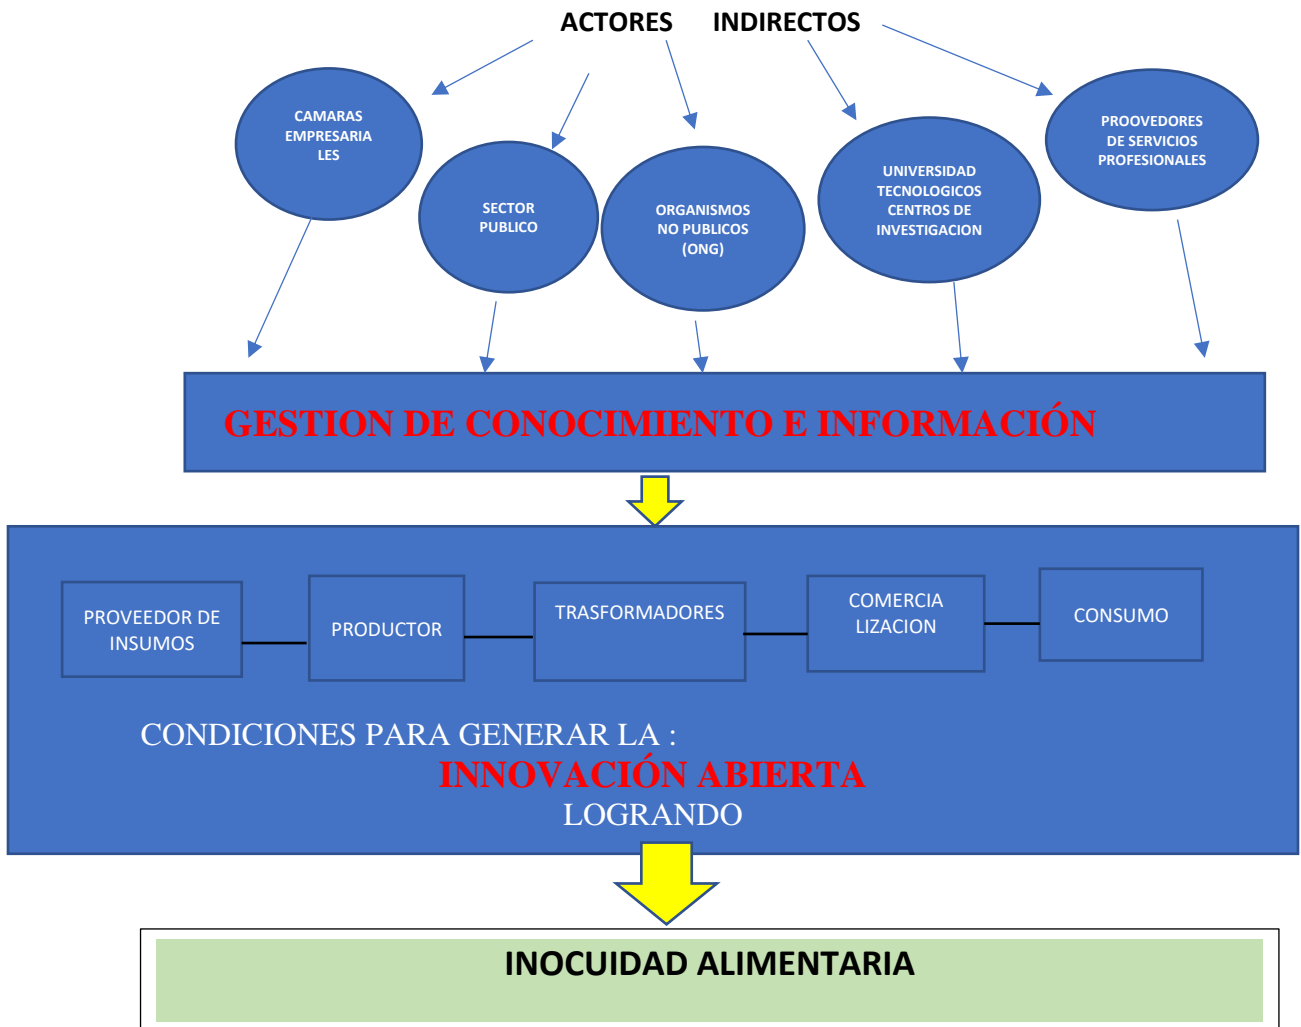 ACTORES INDIRECTOS
CAMARAS
EMPRESARIA
LES
SECTOR
PUBLICO
ORGANISMOS
NO PUBLICOS
(ONG)
UNIVERSIDAD
TECNOLOGICOS
CENTROS DE
INVESTIGACION
PROOVEDORES
DE SERVICIOS
PROFESIONALES
GESTION DE CONOCIMIENTO E INFORMACIÓN
PROVEEDOR DE
INSUMOS
PRODUCTOR
TRASFORMADORES
COMERCIA
LIZACION
CONSUMO
CONDICIONES PARA GENERAR LA :
INNOVACIÓN ABIERTA
LOGRANDO
INOCUIDAD ALIMENTARIA